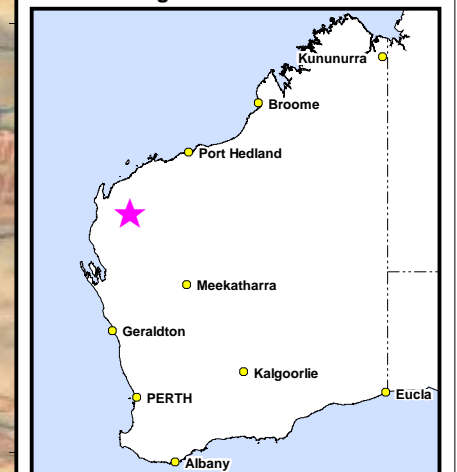 Kununurra
Broome
Port Hedland
Meekatharra
Geraldton
Kalgoorlie
Eucla
PERTH
Albany